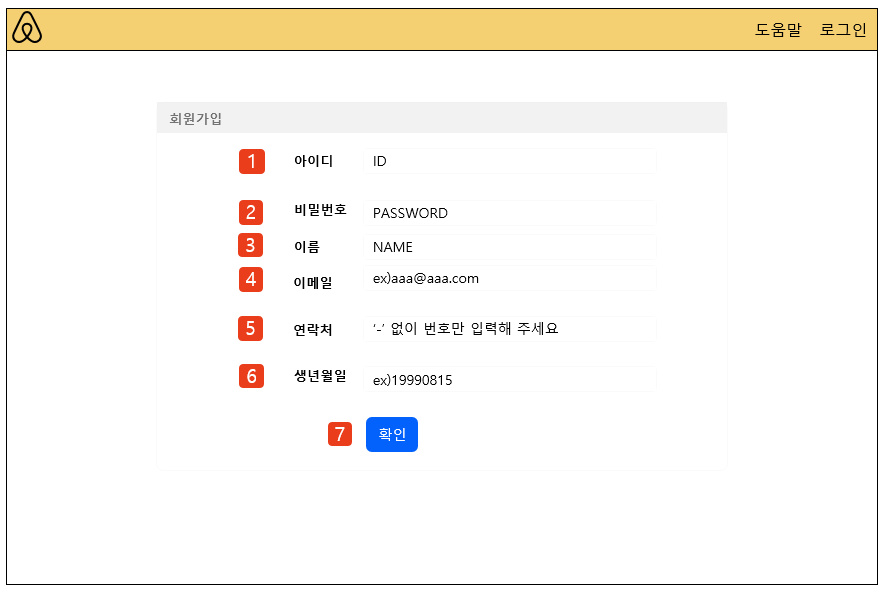 도움말 로그인
회원가입
1 아이디 ID
2 비밀번호 PASSWORD
3 이름 NAME
4 이메일 ex)aaa@aaa.com
5 연락처 ‘-’ 없이 번호만 입력해 주세요
6 생년월일 ex)19990815
7 확인